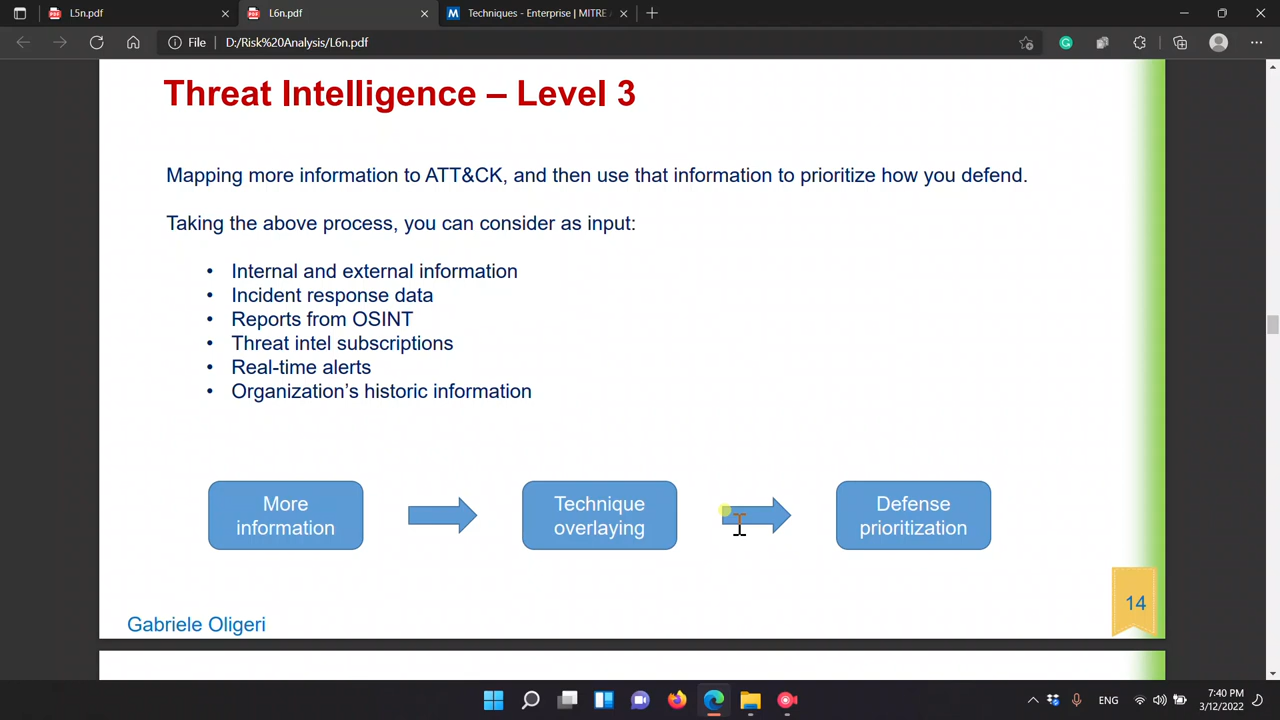 L5n.pdf
L6n.pdf
Techniques - Enterprise | MITRE
File
D:/Risk%20Analysis/L6n.pdf
Threat Intelligence – Level 3
Mapping more information to ATT&CK, and then use that information to prioritize how you defend.
Taking the above process, you can consider as input:
• Internal and external information
• Incident response data
• Reports from OSINT
• Threat intel subscriptions
• Real-time alerts
• Organization's historic information
More
information
Technique
overlaying
Defense
prioritization
14
Gabriele Oligeri
ENG
7:40 PM
3/12/2022